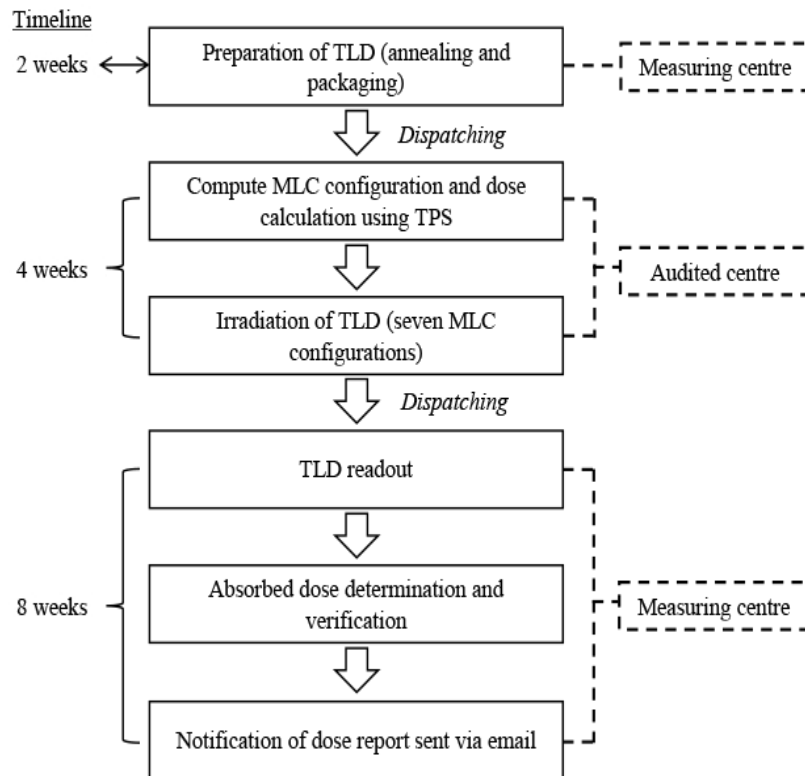 Timeline
2 weeks
Preparation of TLD (annealing and
packaging)
Measuring centre
Dispatching
Compute MLC configuration and dose
calculation using TPS
4 weeks
Audited centre
Irradiation of TLD (seven MLC
configurations)
Dispatching
TLD readout
8 weeks
Absorbed dose determination and
verification
Measuring centre
Notification of dose report sent via email